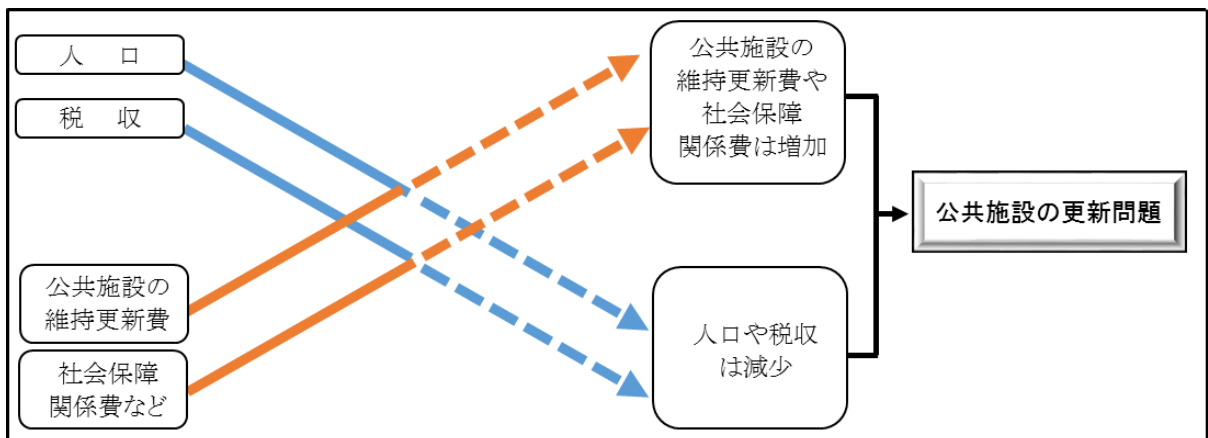 人　口
税　収
公共施設の
維持更新費
社会保障
関係費など
公共施設の
維持更新費や
社会保障
関係費は増加
人口や税収
は減少
公共施設の更新問題